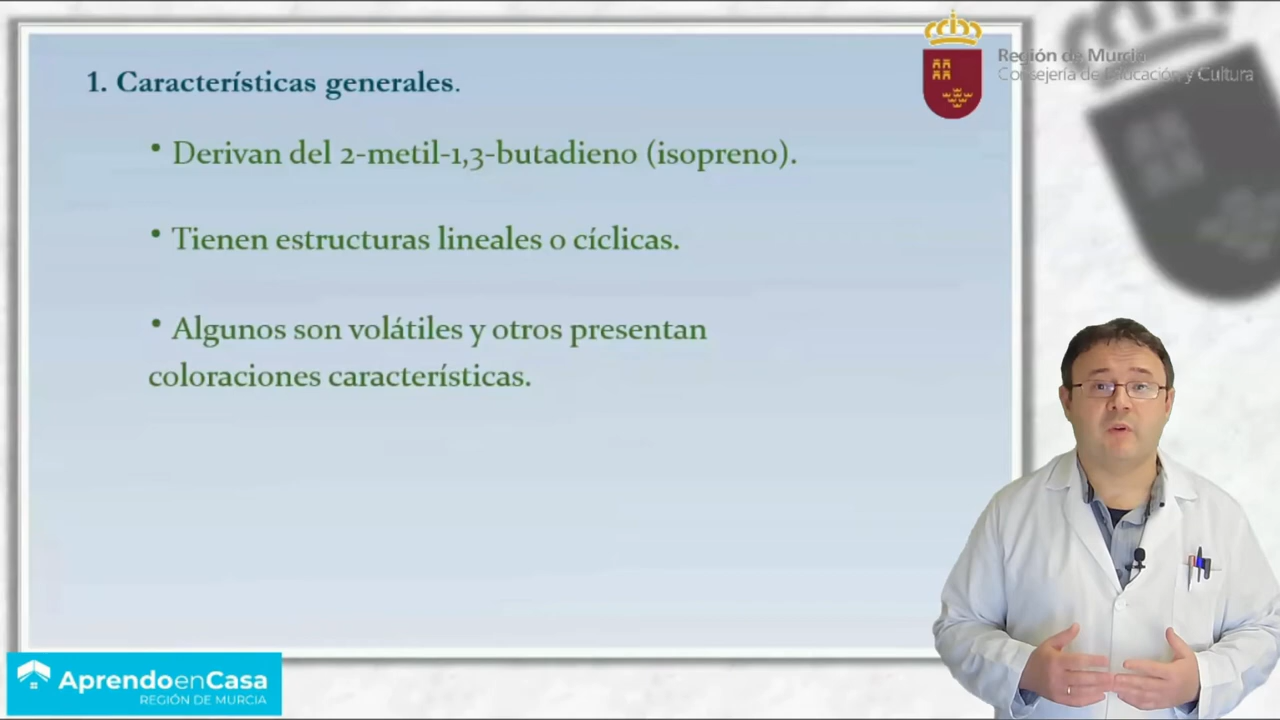 1. Características generales.
• Derivan del 2-metil-1,3-butadieno (isopreno).
• Tienen estructuras lineales o cíclicas.
• Algunos son volátiles y otros presentan
coloraciones características.
Región de Murcia
Consejería de Educación y Cultura
AprendoenCasa
REGIÓN DE MURCIA